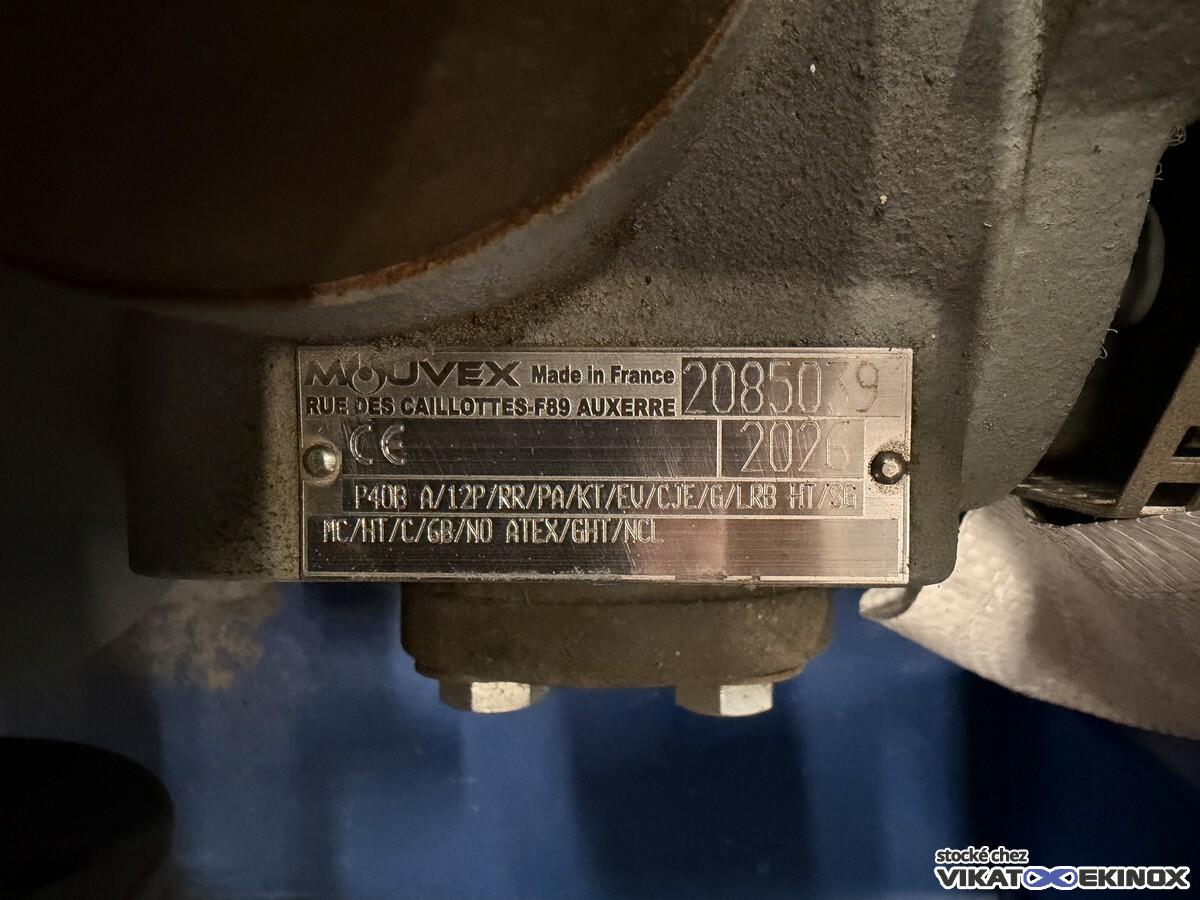 MOUVEX Made in France 2085039
RUE DES CAILLOTTES-F89 AUXERRE
CE 2026
P40B A/12P/RR/PA/KT/EV/CJE/G/LRB HT/SG
MC/HT/C/GB/NO ATEX/GHT/NCL
stocké chez
VIKAT EKINOX